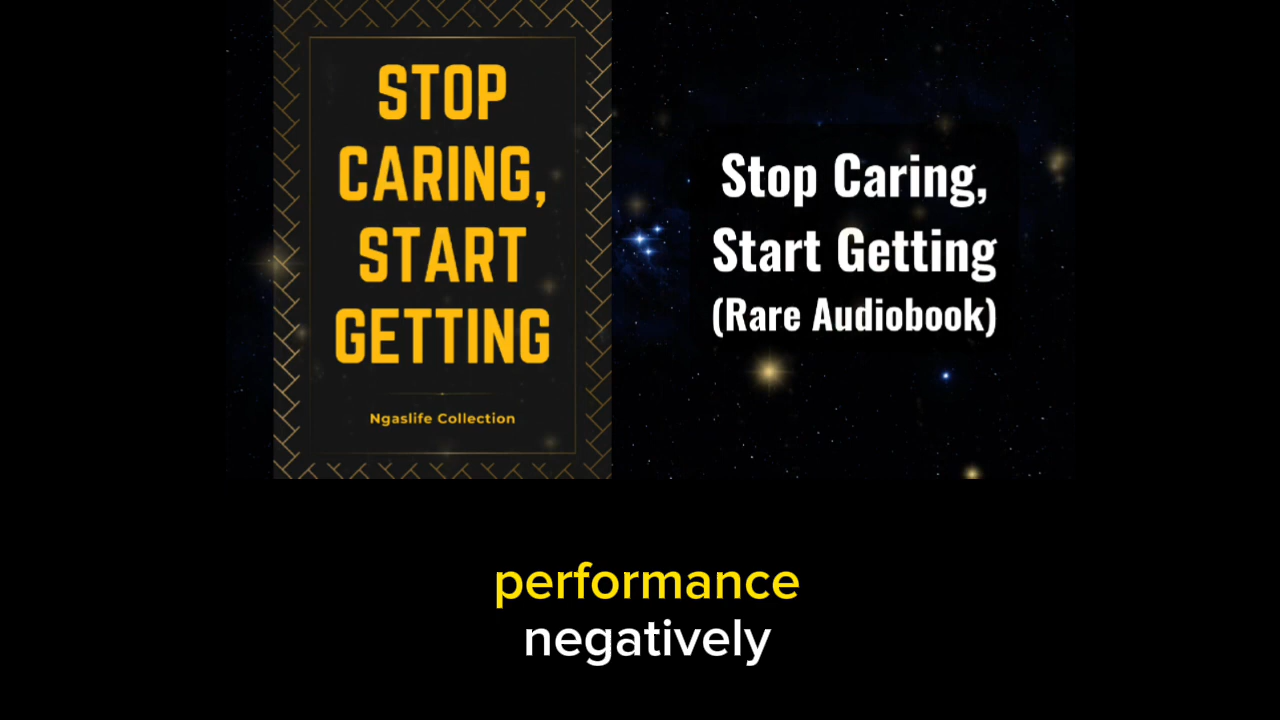 STOP
CARING,
START
GETTING
Ngaslife Collection
Stop Caring,
Start Getting
(Rare Audiobook)
performance
negatively